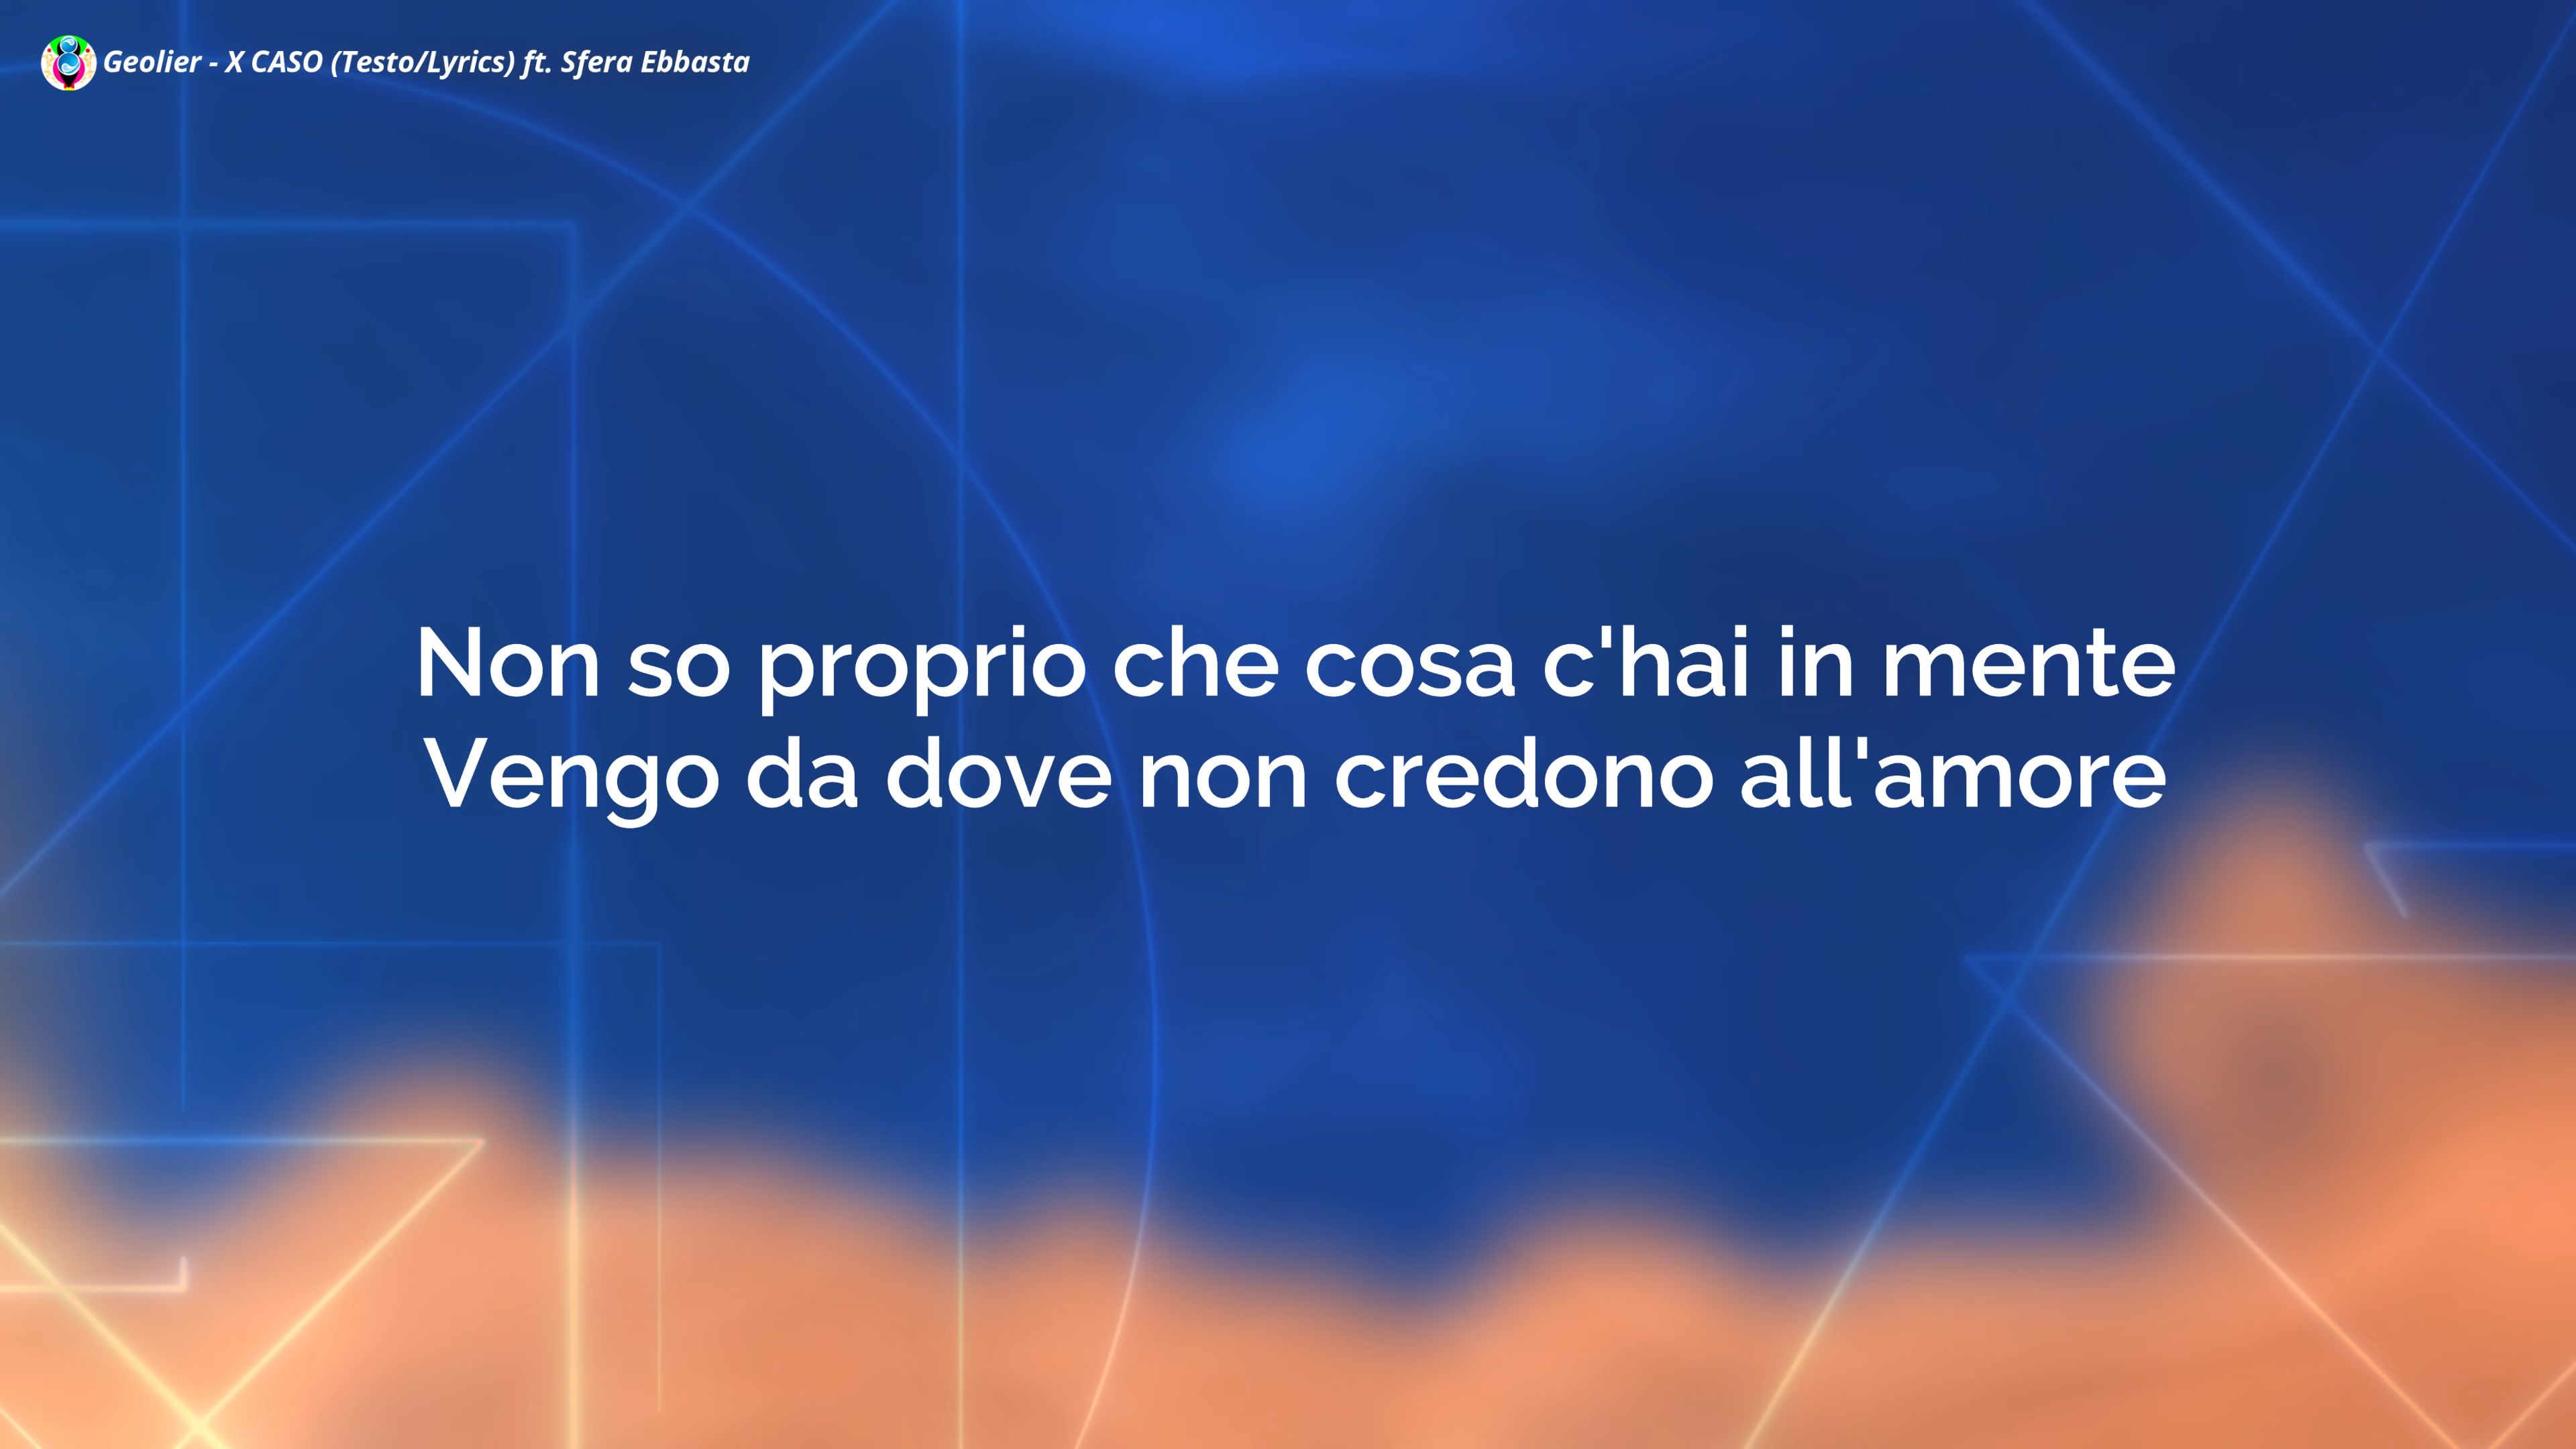 Geolier - X CASO (Testo/Lyrics) ft. Sfera Ebbasta
Non so proprio che cosa c'hai in mente
Vengo da dove non credono all'amore